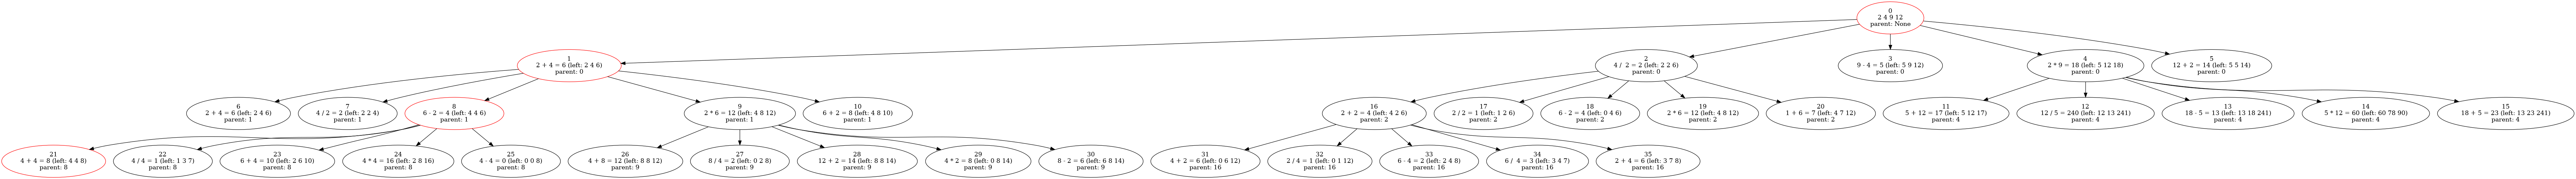 0
2 4 9 12
parent: None
1
2 + 4 = 6 (left: 2 4 6)
parent: 0
2
4 /  2 = 2 (left: 2 2 6)
parent: 0
3
9 - 4 = 5 (left: 5 9 12)
parent: 0
4
2 * 9 = 18 (left: 5 12 18)
parent: 0
5
12 + 2 = 14 (left: 5 5 14)
parent: 0
6
2 + 4 = 6 (left: 2 4 6)
parent: 1
7
4 / 2 = 2 (left: 2 2 4)
parent: 1
8
6 - 2 = 4 (left: 4 4 6)
parent: 1
9
2 * 6 = 12 (left: 4 8 12)
parent: 1
10
6 + 2 = 8 (left: 4 8 10)
parent: 1
16
2 + 2 = 4 (left: 4 2 6)
parent: 2
17
2 / 2 = 1 (left: 1 2 6)
parent: 2
18
6 - 2 = 4 (left: 0 4 6)
parent: 2
19
2 * 6 = 12 (left: 4 8 12)
parent: 2
20
1 + 6 = 7 (left: 4 7 12)
parent: 2
11
5 + 12 = 17 (left: 5 12 17)
parent: 4
12
12 / 5 = 240 (left: 12 13 241)
parent: 4
13
18 - 5 = 13 (left: 13 18 241)
parent: 4
14
5 * 12 = 60 (left: 60 78 90)
parent: 4
15
18 + 5 = 23 (left: 13 23 241)
parent: 4
21
4 + 4 = 8 (left: 4 4 8)
parent: 8
22
4 / 4 = 1 (left: 1 3 7)
parent: 8
23
6 + 4 = 10 (left: 2 6 10)
parent: 8
24
4 * 4 = 16 (left: 2 8 16)
parent: 8
25
4 - 4 = 0 (left: 0 0 8)
parent: 8
26
4 + 8 = 12 (left: 8 8 12)
parent: 9
27
8 / 4 = 2 (left: 0 2 8)
parent: 9
28
12 + 2 = 14 (left: 8 8 14)
parent: 9
29
4 * 2 = 8 (left: 0 8 14)
parent: 9
30
8 - 2 = 6 (left: 6 8 14)
parent: 9
31
4 + 2 = 6 (left: 0 6 12)
parent: 16
32
2 / 4 = 1 (left: 0 1 12)
parent: 16
33
6 - 4 = 2 (left: 2 4 8)
parent: 16
34
6 /  4 = 3 (left: 3 4 7)
parent: 16
35
2 + 4 = 6 (left: 3 7 8)
parent: 16